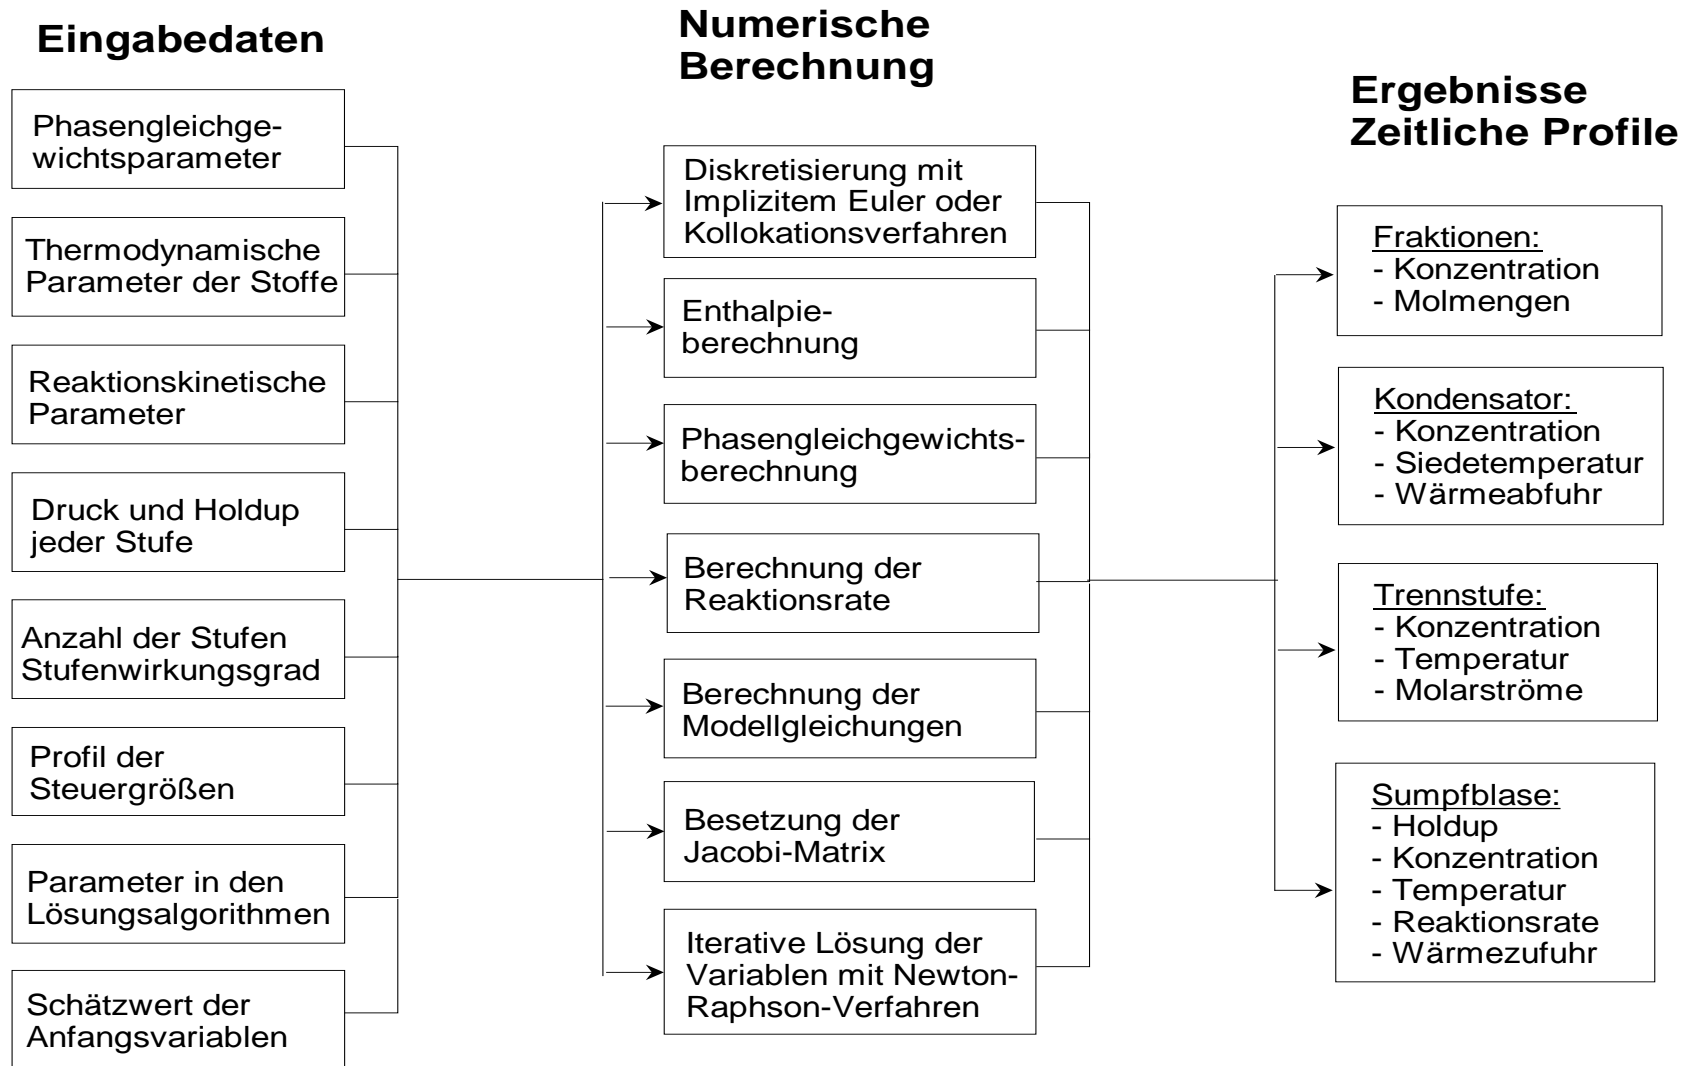 Eingabedaten
Phasengleichge-
wichtsparameter
Thermodynamische
Parameter der Stoffe
Reaktionskinetische
Parameter
Druck und Holdup
jeder Stufe
Anzahl der Stufen
Stufenwirkungsgrad
Profil der
Steuergrößen
Parameter in den
Lösungsalgorithmen
Schätzwert der
Anfangsvariablen
Numerische
Berechnung
Diskretisierung mit
Implizitem Euler oder
Kollokationsverfahren
Enthalpie-
berechnung
Phasengleichgewichts-
berechnung
Berechnung der
Reaktionsrate
Berechnung der
Modellgleichungen
Besetzung der
Jacobi-Matrix
Iterative Lösung der
Variablen mit Newton-
Raphson-Verfahren
Ergebnisse
Zeitliche Profile
Fraktionen:
- Konzentration
- Molmengen
Kondensator:
- Konzentration
- Siedetemperatur
- Wärmeabfuhr
Trennstufe:
- Konzentration
- Temperatur
- Molarströme
Sumpfblase:
- Holdup
- Konzentration
- Temperatur
- Reaktionsrate
- Wärmezufuhr